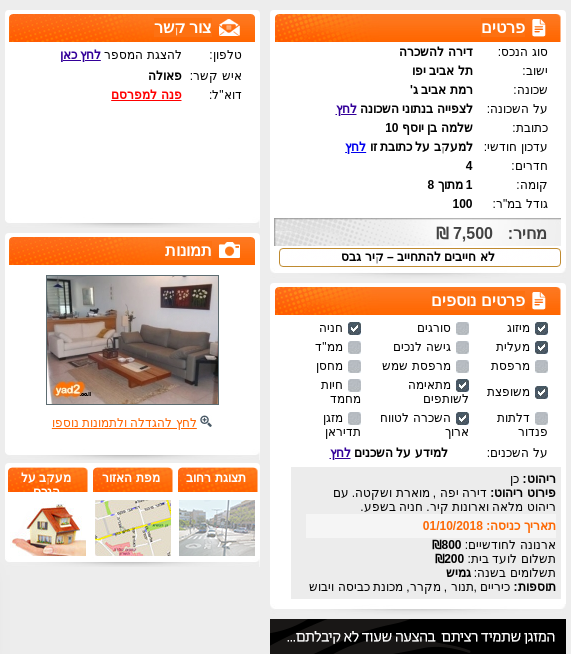 פרטים
סוג הנכס: דירה להשכרה
ישוב: תל אביב יפו
שכונה: רמת אביב ג'
על השכונה: לצפייה בנתוני השכונה לחץ
כתובת: שלמה בן יוסף 10
עדכון חודשי: למעקב על כתובת זו לחץ
חדרים: 4
קומה: 1 מתוך 8
גודל במ"ר: 100
מחיר: 7,500 ₪
לא חייבים להתחייב – קיר גבס
פרטים נוספים
מיזוג סורגים חניה
מעלית גישה לנכים ממ"ד
מרפסת מרפסת שמש מחסן
משופצת מתאימה לשותפים חיות מחמד
דלתות פנדור השכרה לטווח ארוך מזגן תדיראן
על השכנים: למידע על השכנים לחץ
ריהוט: כן
פירוט ריהוט: דירה יפה , מוארת ושקטה. עם
ריהוט מלאה וארונות קיר. חניה בשפע.
תאריך כניסה: 01/10/2018
ארנונה לחודשיים: 800₪
תשלום לועד בית: 200₪
תשלומים בשנה: גמיש
תוספות: כיריים ,תנור , מקרר, מכונת כביסה ויבוש
המזגן שתמיד רציתם בהצעה שעוד לא קיבלתם...
צור קשר
טלפון: להצגת המספר לחץ כאן
איש קשר: פאולה
דוא"ל: פנה למפרסם
תמונות
yad2.co.il
לחץ להגדלה ולתמונות נוספו
תצוגת רחוב
מפת האזור
מעקב על
הנכס